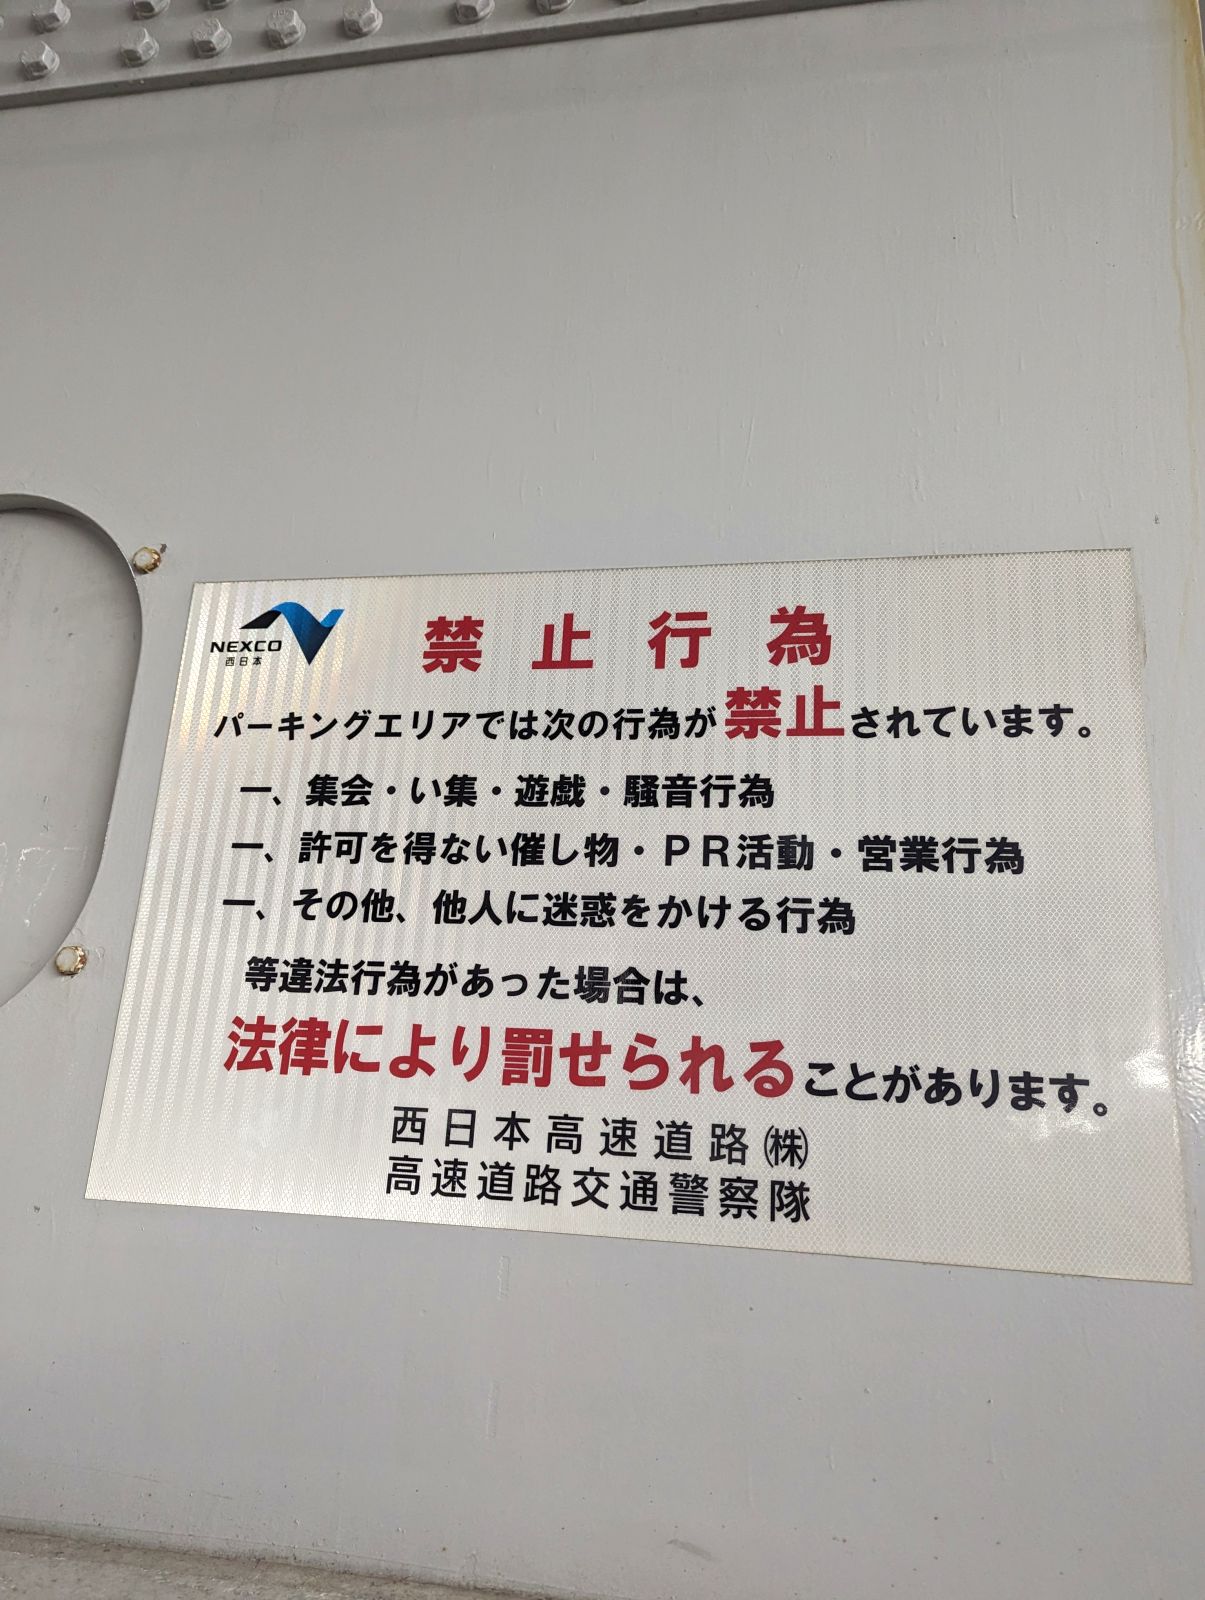 NEXCO
西日本
禁止行為
パーキングエリアでは次の行為が禁止されています。
一、集会・い集・遊戯・騒音行為
一、許可を得ない催し物・ＰＲ活動・営業行為
一、その他、他人に迷惑をかける行為
等違法行為があった場合は、
法律により罰せられることがあります。
西日本高速道路㈱
高速道路交通警察隊